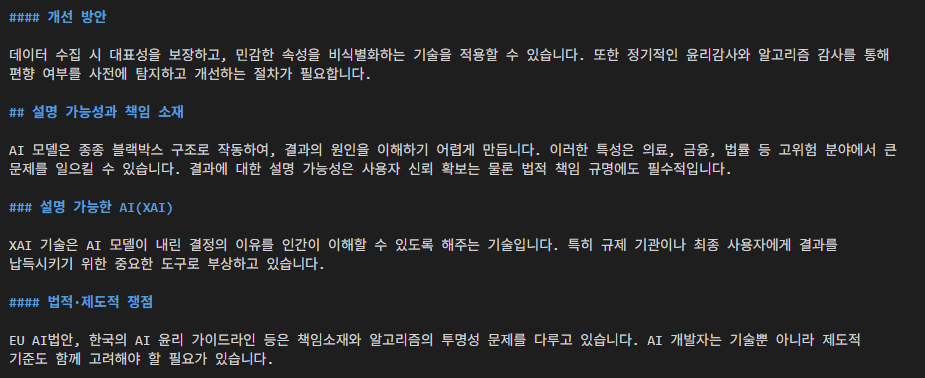 #### 개선 방안
데이터 수집 시 대표성을 보장하고, 민감한 속성을 비식별화하는 기술을 적용할 수 있습니다. 또한 정기적인 윤리감사와 알고리즘 감사를 통해
편향 여부를 사전에 탐지하고 개선하는 절차가 필요합니다.
## 설명 가능성과 책임 소재
AI 모델은 종종 블랙박스 구조로 작동하여, 결과의 원인을 이해하기 어렵게 만듭니다. 이러한 특성은 의료, 금융, 법률 등 고위험 분야에서 큰
문제를 일으킬 수 있습니다. 결과에 대한 설명 가능성은 사용자 신뢰 확보는 물론 법적 책임 규명에도 필수적입니다.
### 설명 가능한 AI(XAI)
XAI 기술은 AI 모델이 내린 결정의 이유를 인간이 이해할 수 있도록 해주는 기술입니다. 특히 규제 기관이나 최종 사용자에게 결과를
납득시키기 위한 중요한 도구로 부상하고 있습니다.
#### 법적·제도적 쟁점
EU AI법안, 한국의 AI 윤리 가이드라인 등은 책임소재와 알고리즘의 투명성 문제를 다루고 있습니다. AI 개발자는 기술뿐 아니라 제도적
기준도 함께 고려해야 할 필요가 있습니다.